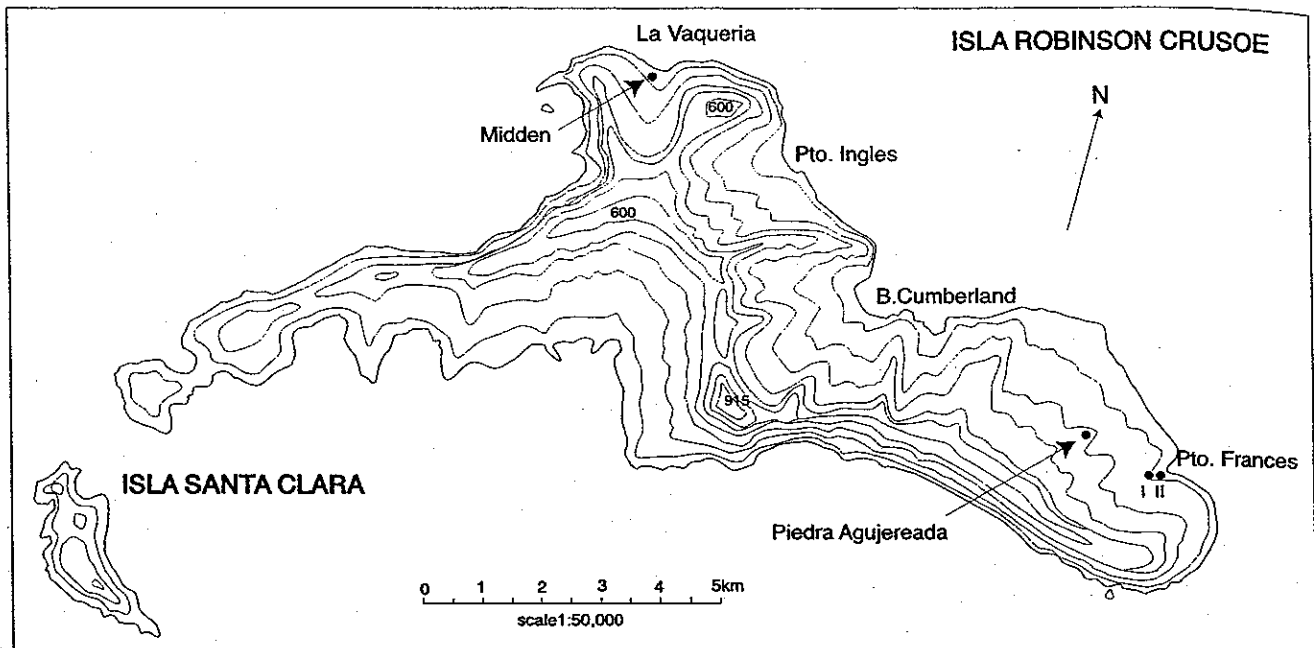 La Vaqueria
ISLA ROBINSON CRUSOE
N
600
Midden
Pto. Ingles
600
B.Cumberland
915
Pto. Frances
I II
ISLA SANTA CLARA
Piedra Agujereada
0 1 2 3 4 5km
scale1:50,000